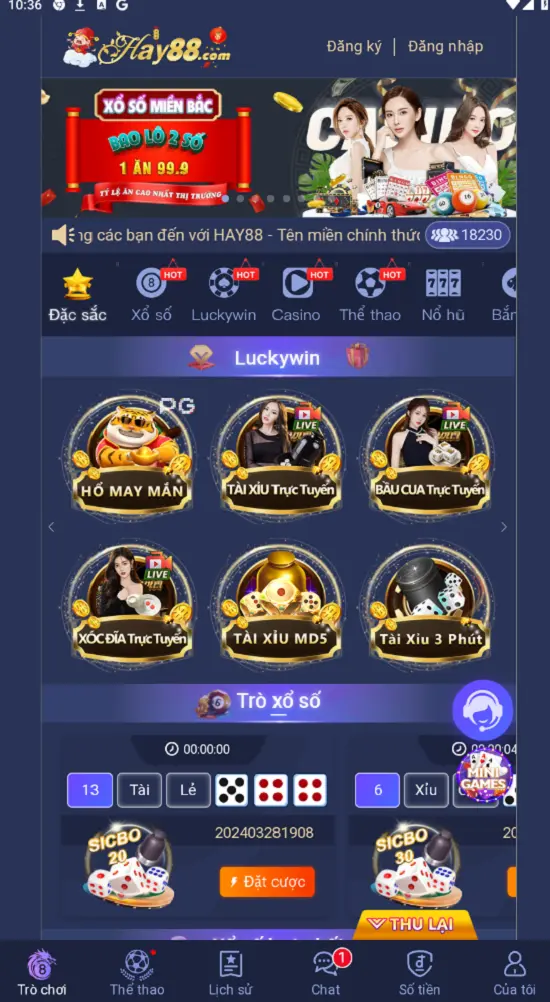 10:36
Hay88.com
Đăng ký
Đăng nhập
XỔ SỐ MIỀN BẮC
BAO LÔ 2 SỐ
1 ĂN 99.9
TỶ LỆ ĂN CAO NHẤT THỊ TRƯỜNG
CASINO
ng các bạn đến với HAY88 - Tên miền chính thức
18230
HOT HOT HOT HOT
Đặc sắc Xổ số Luckywin Casino Thể thao Nổ hũ Bắn
Luckywin
PG LIVE LIVE
HỔ MAY MẮN TÀI XỈU Trực Tuyến BẦU CUA Trực Tuyến
LIVE
XÓC ĐĨA Trực Tuyến TÀI XỈU MD5 Tài Xỉu 3 Phút
Trò xổ số
00:00:00
13 Tài Lẻ
6 Xỉu
MINI
GAMES
SICBO
20
202403281908
Đặt cược
SICBO
30
20
THU LẠI
1
Trò chơi Thể thao Lịch sử Chat Số tiền Của tôi